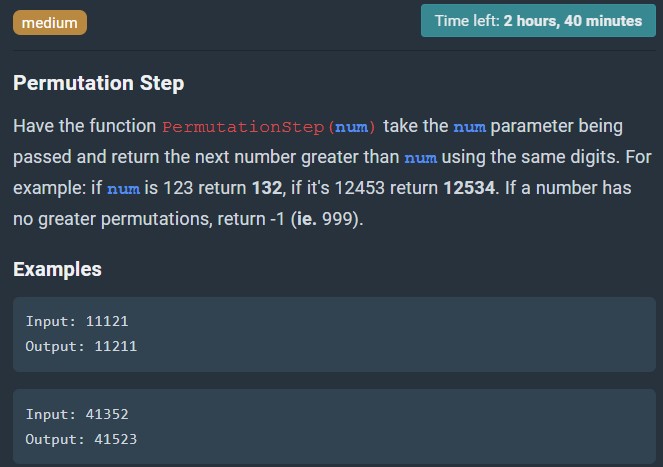 medium
Time left: 2 hours, 40 minutes
Permutation Step
Have the function PermutationStep(num) take the num parameter being
passed and return the next number greater than num using the same digits. For
example: if num is 123 return 132, if it's 12453 return 12534. If a number has
no greater permutations, return -1 (ie. 999).
Examples
Input: 11121
Output: 11211
Input: 41352
Output: 41523